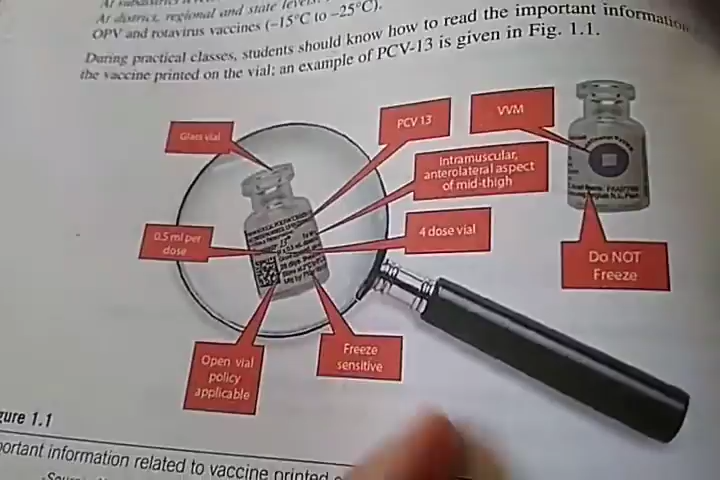 At district, regional and state levels:
OPV and rotavirus vaccines (−15°C to −25°C).
During practical classes, students should know how to read the important information
the vaccine printed on the vial; an example of PCV-13 is given in Fig. 1.1.
Glass vial
PCV 13
VVM
Intramuscular,
anterolateral aspect
of mid-thigh
0.5 ml per
dose
4 dose vial
Do NOT
Freeze
Open vial
policy
applicable
Freeze
sensitive
gure 1.1
portant information related to vaccine printed